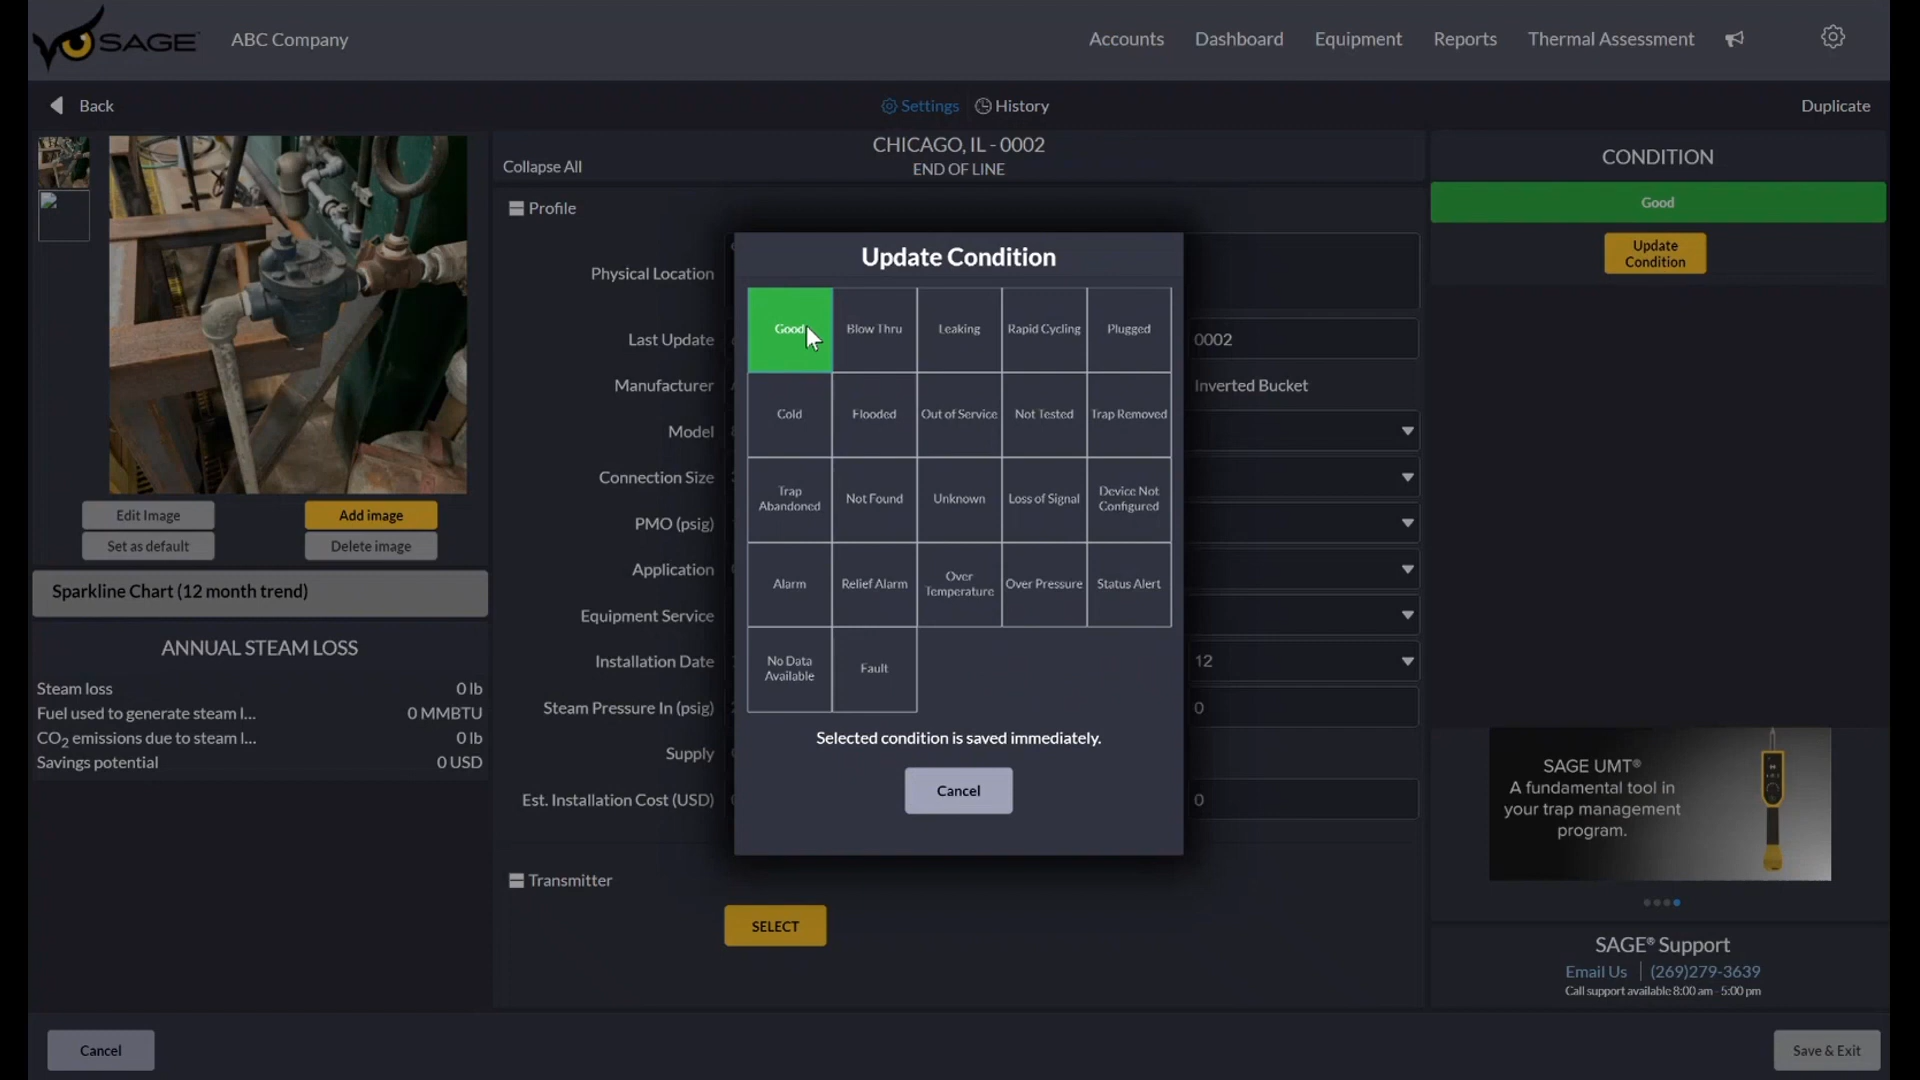 SAGE
ABC Company
Accounts
Dashboard
Equipment
Reports
Thermal Assessment
Back
Settings
History
Duplicate
Collapse All
CHICAGO, IL - 0002
END OF LINE
CONDITION
Good
Update
Condition
Profile
Physical Location
Last Update
0002
Manufacturer
Inverted Bucket
Model
Connection Size
PMO (psig)
Application
Equipment Service
Installation Date
12
Steam Pressure In (psig)
0
Supply
Est. Installation Cost (USD)
0
Transmitter
SELECT
Update Condition
Good
Blow Thru
Leaking
Rapid Cycling
Plugged
Cold
Flooded
Out of Service
Not Tested
Trap Removed
Trap
Abandoned
Not Found
Unknown
Loss of Signal
Device Not
Configured
Alarm
Relief Alarm
Over
Temperature
Over Pressure
Status Alert
No Data
Available
Fault
Selected condition is saved immediately.
Cancel
Edit Image
Add image
Set as default
Delete image
Sparkline Chart (12 month trend)
ANNUAL STEAM LOSS
Steam loss 0 lb
Fuel used to generate steam l... 0 MMBTU
CO2 emissions due to steam l... 0 lb
Savings potential 0 USD
SAGE UMT®
A fundamental tool in
your trap management
program.
SAGE® Support
Email Us | (269)279-3639
Call support available 8:00 am - 5:00 pm
Cancel
Save & Exit